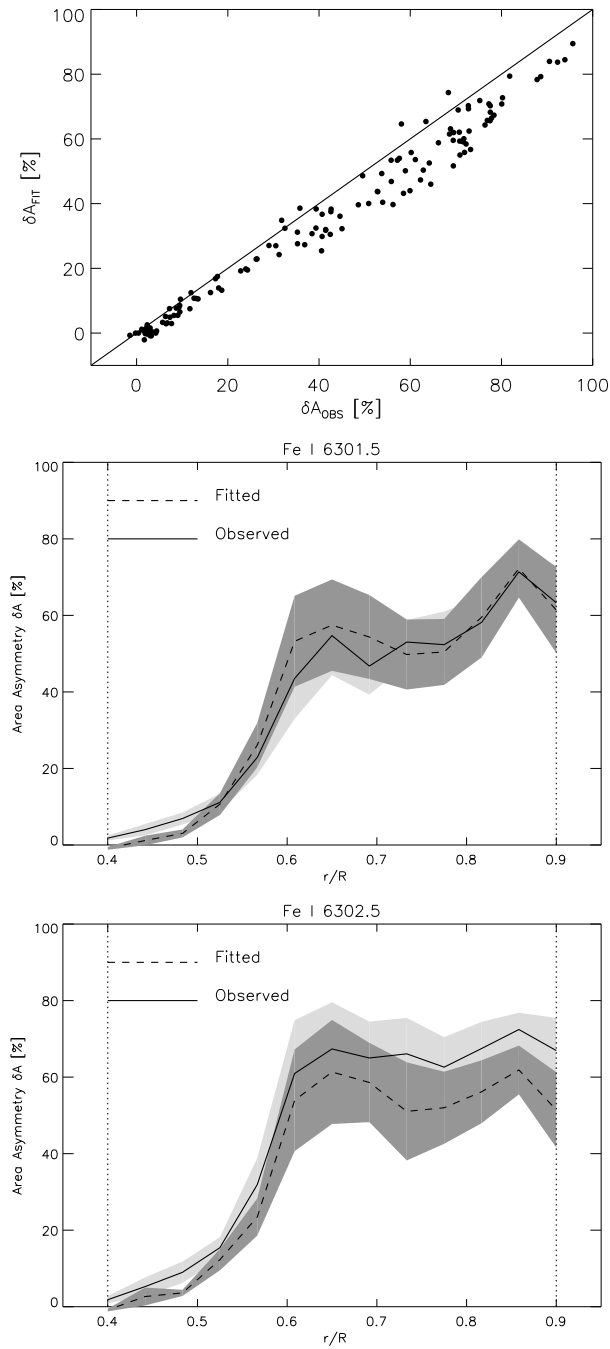 100
80
60
40
20
0
δA_FIT [%]
0 20 40 60 80 100
δA_OBS [%]
Fe I 6301.5
100
80
60
40
20
0
Area Asymmetry δA [%]
Fitted
Observed
0.4 0.5 0.6 0.7 0.8 0.9
r/R
Fe I 6302.5
100
80
60
40
20
0
Area Asymmetry δA [%]
Fitted
Observed
0.4 0.5 0.6 0.7 0.8 0.9
r/R